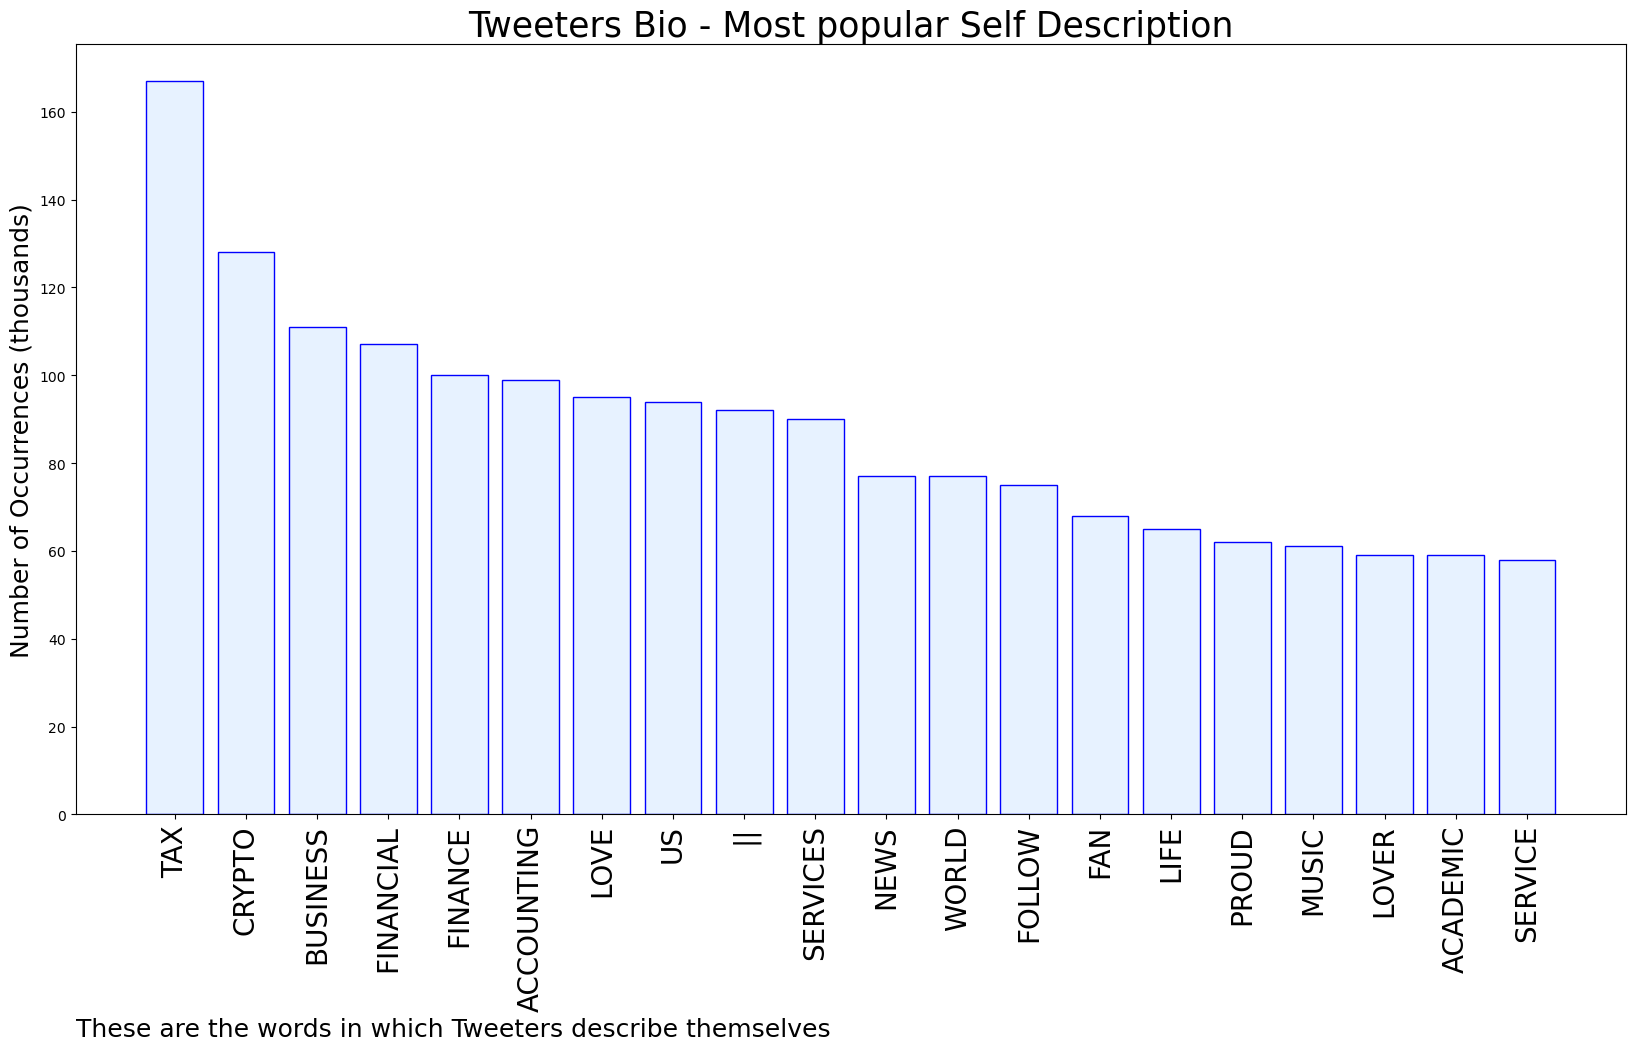 Tweeters Bio - Most popular Self Description
Number of Occurrences (thousands)
160
140
120
100
80
60
40
20
0
TAX
CRYPTO
BUSINESS
FINANCIAL
FINANCE
ACCOUNTING
LOVE
US
||
SERVICES
NEWS
WORLD
FOLLOW
FAN
LIFE
PROUD
MUSIC
LOVER
ACADEMIC
SERVICE
These are the words in which Tweeters describe themselves